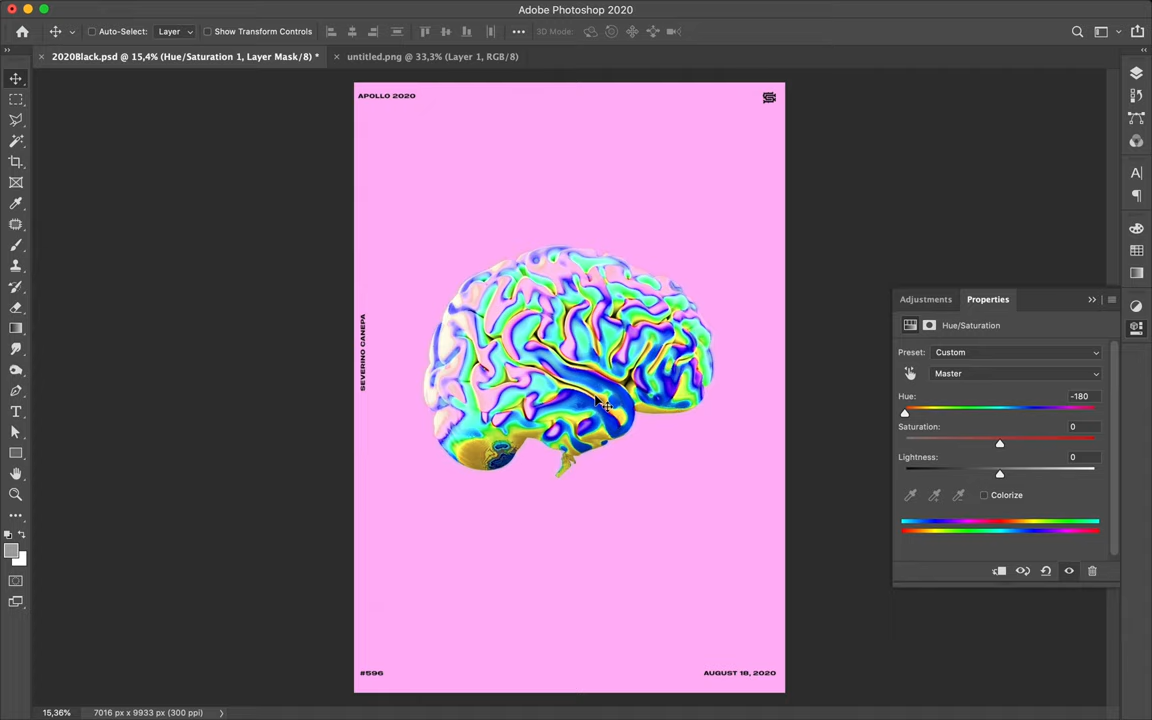 Adobe Photoshop 2020
Auto-Select: Layer Show Transform Controls 3D Mode:
2020Black.psd @ 15,4% (Hue/Saturation 1, Layer Mask/8) * untitled.png @ 33,3% (Layer 1, RGB/8)
APOLLO 2020
SEVERINO CANEPA
#596
AUGUST 18, 2020
Adjustments Properties
Hue/Saturation
Preset: Custom
Master
Hue: -180
Saturation: 0
Lightness: 0
Colorize
15,36% 7016 px x 9933 px (300 ppi)